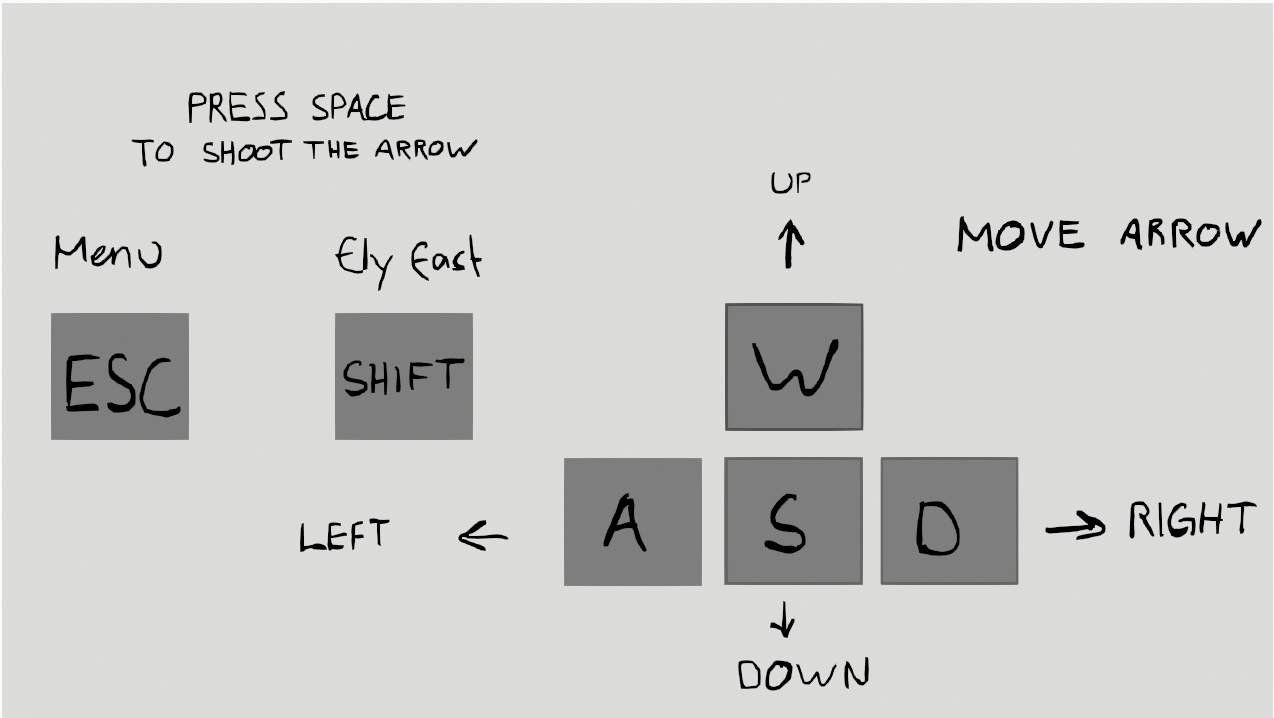 PRESS SPACE
TO SHOOT THE ARROW
UP
MOVE ARROW
Menu
Ely East
ESC
SHIFT
W
A
S
D
LEFT
RIGHT
DOWN